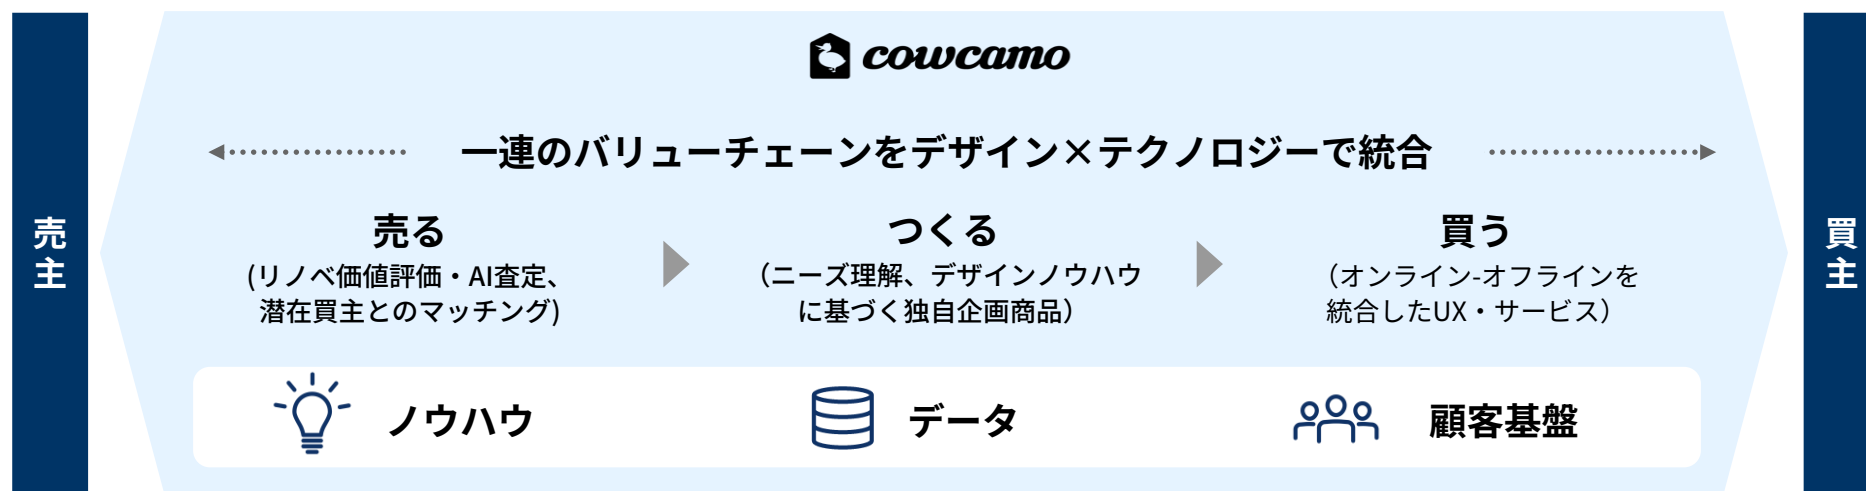 cowcamo
一連のバリューチェーンをデザイン×テクノロジーで統合
売主
売る
(リノベ価値評価・AI査定、
潜在買主とのマッチング)
つくる
（ニーズ理解、デザインノウハウ
に基づく独自企画商品）
買う
（オンライン-オフラインを
統合したUX・サービス）
買主
ノウハウ
データ
顧客基盤